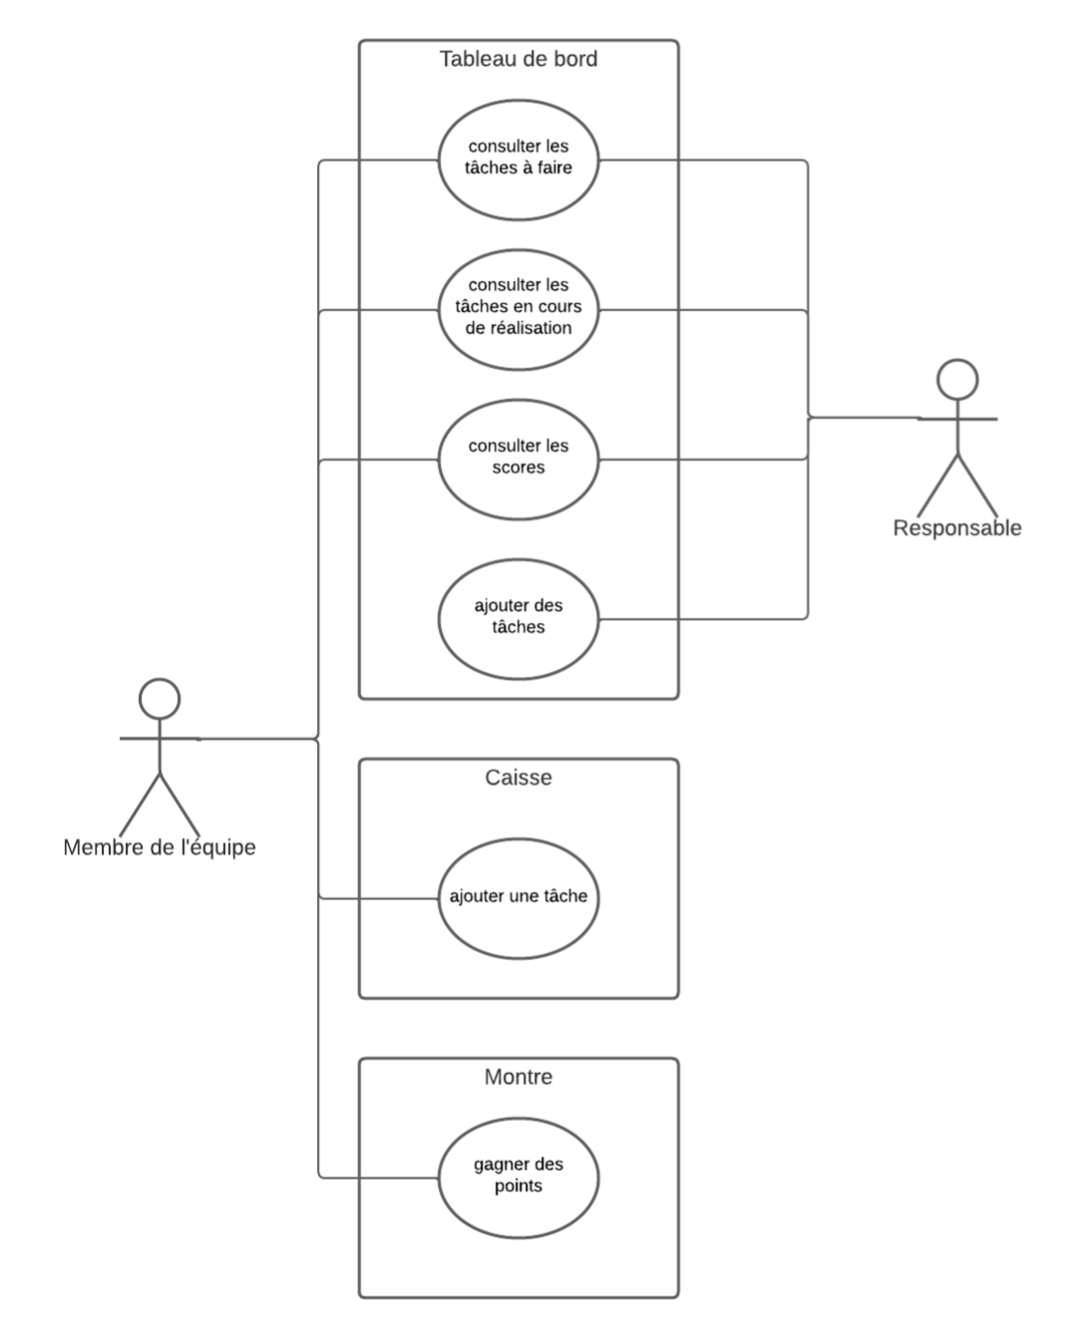 Tableau de bord
consulter les
tâches à faire
consulter les
tâches en cours
de réalisation
consulter les
scores
Responsable
ajouter des
tâches
Membre de l'équipe
Caisse
ajouter une tâche
Montre
gagner des
points